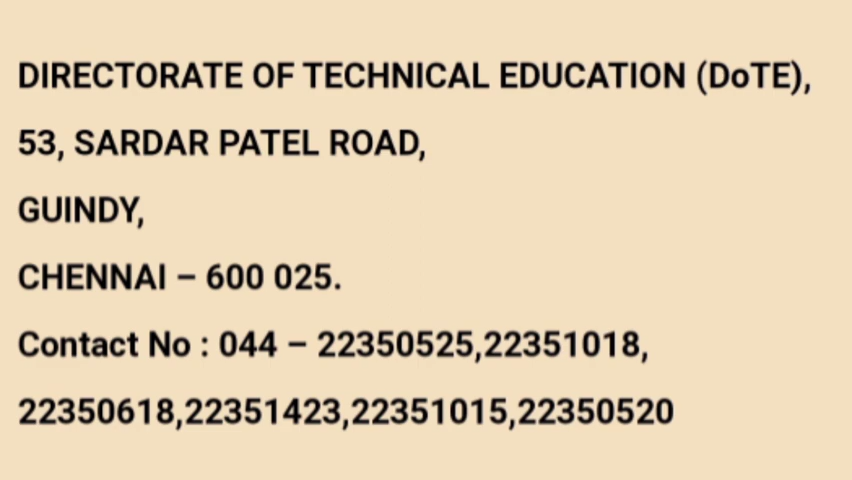 DIRECTORATE OF TECHNICAL EDUCATION (DoTE),
53, SARDAR PATEL ROAD,
GUINDY,
CHENNAI – 600 025.
Contact No : 044 – 22350525,22351018,
22350618,22351423,22351015,22350520